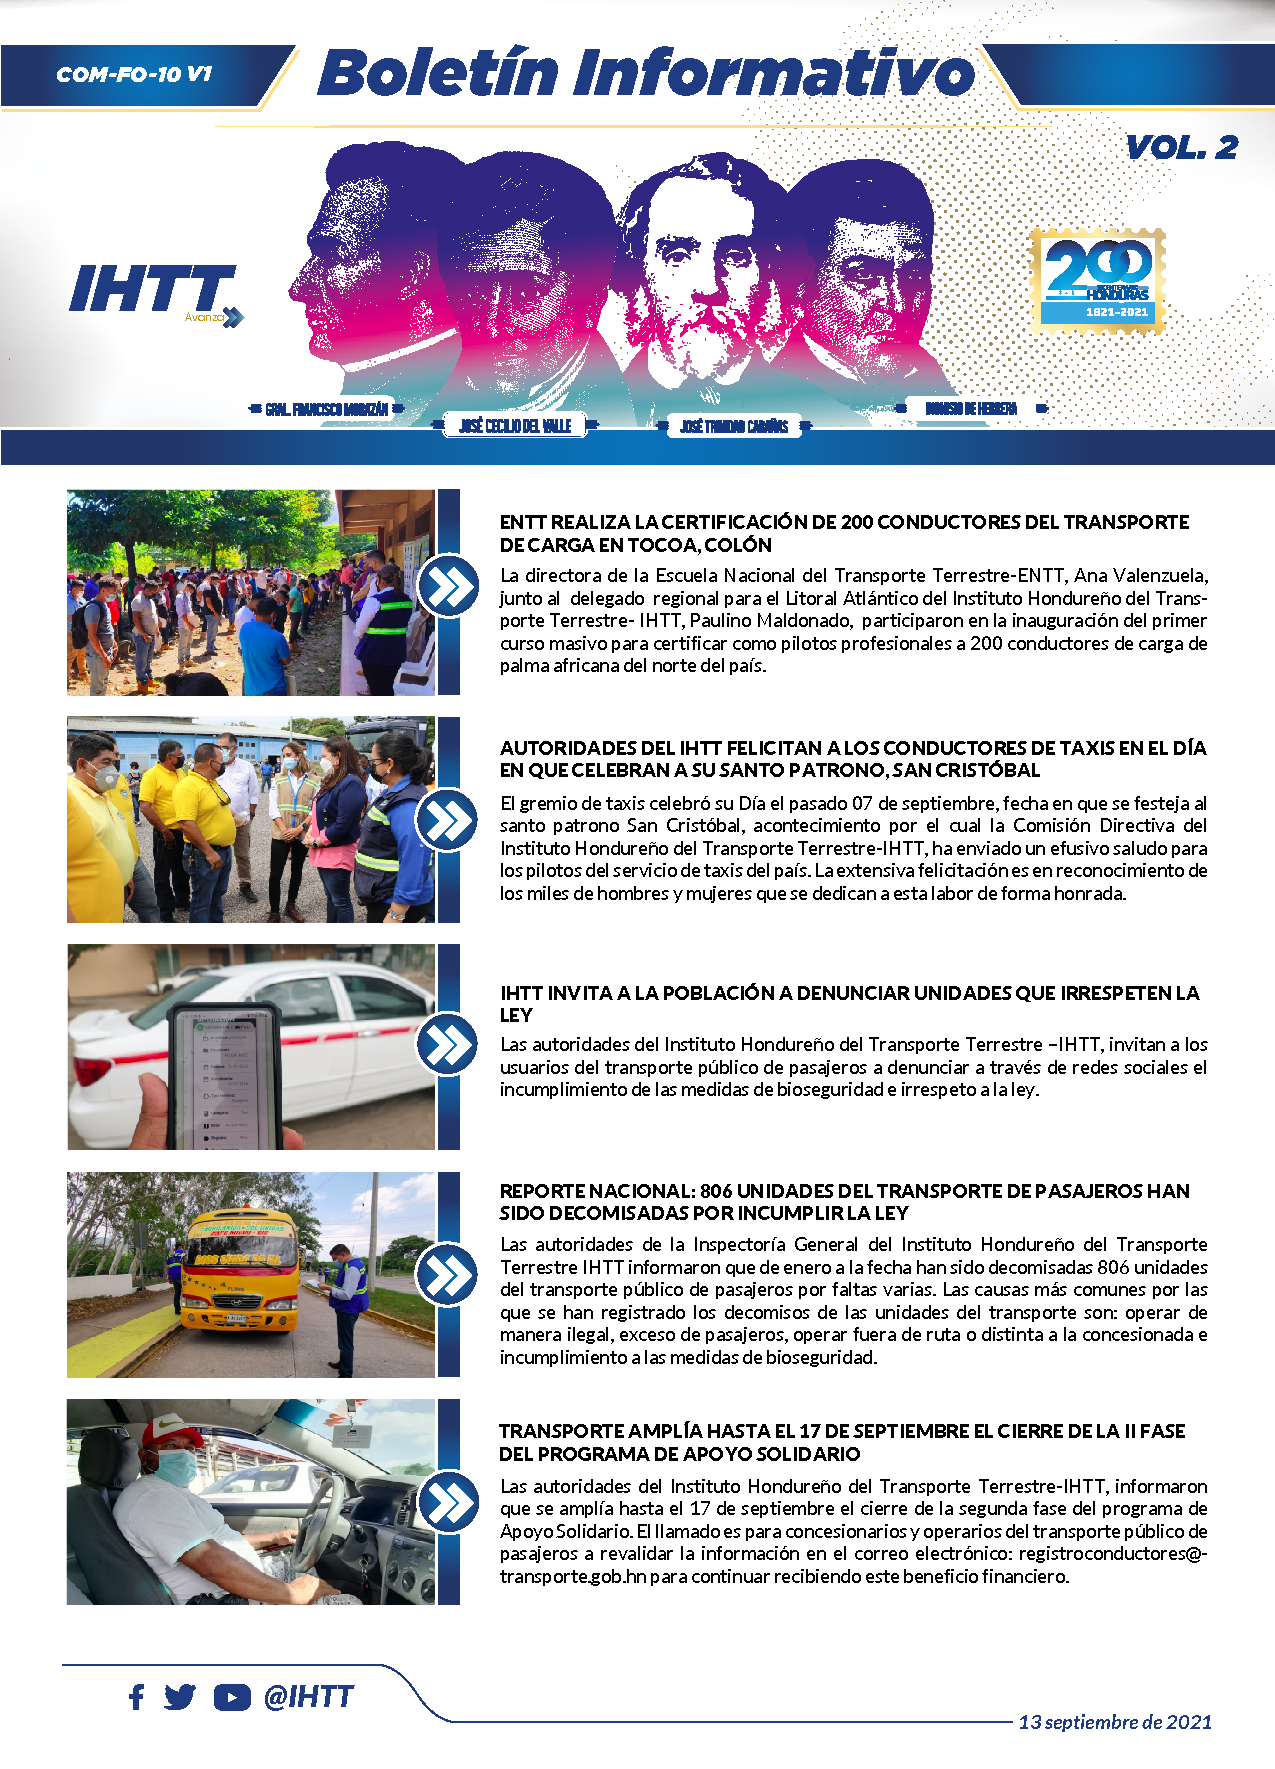 COM-FO-10 V1
Boletín Informativo
VOL. 2
IHTT
Avanza
200
HONDURAS
1821-2021
GRAL. FRANCISCO MORAZÁN
JOSÉ CECILIO DEL VALLE
JOSÉ TRINIDAD CABAÑAS
DIONISIO DE HERRERA
ENTT REALIZA LA CERTIFICACIÓN DE 200 CONDUCTORES DEL TRANSPORTE
DE CARGA EN TOCOA, COLÓN
La directora de la Escuela Nacional del Transporte Terrestre-ENTT, Ana Valenzuela,
junto al delegado regional para el Litoral Atlántico del Instituto Hondureño del Trans-
porte Terrestre- IHTT, Paulino Maldonado, participaron en la inauguración del primer
curso masivo para certificar como pilotos profesionales a 200 conductores de carga de
palma africana del norte del país.
AUTORIDADES DEL IHTT FELICITAN A LOS CONDUCTORES DE TAXIS EN EL DÍA
EN QUE CELEBRAN A SU SANTO PATRONO, SAN CRISTÓBAL
El gremio de taxis celebró su Día el pasado 07 de septiembre, fecha en que se festeja al
santo patrono San Cristóbal, acontecimiento por el cual la Comisión Directiva del
Instituto Hondureño del Transporte Terrestre-IHTT, ha enviado un efusivo saludo para
los pilotos del servicio de taxis del país. La extensiva felicitación es en reconocimiento de
los miles de hombres y mujeres que se dedican a esta labor de forma honrada.
IHTT INVITA A LA POBLACIÓN A DENUNCIAR UNIDADES QUE IRRESPETEN LA
LEY
Las autoridades del Instituto Hondureño del Transporte Terrestre –IHTT, invitan a los
usuarios del transporte público de pasajeros a denunciar a través de redes sociales el
incumplimiento de las medidas de bioseguridad e irrespeto a la ley.
REPORTE NACIONAL: 806 UNIDADES DEL TRANSPORTE DE PASAJEROS HAN
SIDO DECOMISADAS POR INCUMPLIR LA LEY
Las autoridades de la Inspectoría General del Instituto Hondureño del Transporte
Terrestre IHTT informaron que de enero a la fecha han sido decomisadas 806 unidades
del transporte público de pasajeros por faltas varias. Las causas más comunes por las
que se han registrado los decomisos de las unidades del transporte son: operar de
manera ilegal, exceso de pasajeros, operar fuera de ruta o distinta a la concesionada e
incumplimiento a las medidas de bioseguridad.
TRANSPORTE AMPLÍA HASTA EL 17 DE SEPTIEMBRE EL CIERRE DE LA II FASE
DEL PROGRAMA DE APOYO SOLIDARIO
Las autoridades del Instituto Hondureño del Transporte Terrestre-IHTT, informaron
que se amplía hasta el 17 de septiembre el cierre de la segunda fase del programa de
Apoyo Solidario. El llamado es para concesionarios y operarios del transporte público de
pasajeros a revalidar la información en el correo electrónico: registroconductores@-
transporte.gob.hn para continuar recibiendo este beneficio financiero.
@IHTT
13 septiembre de 2021